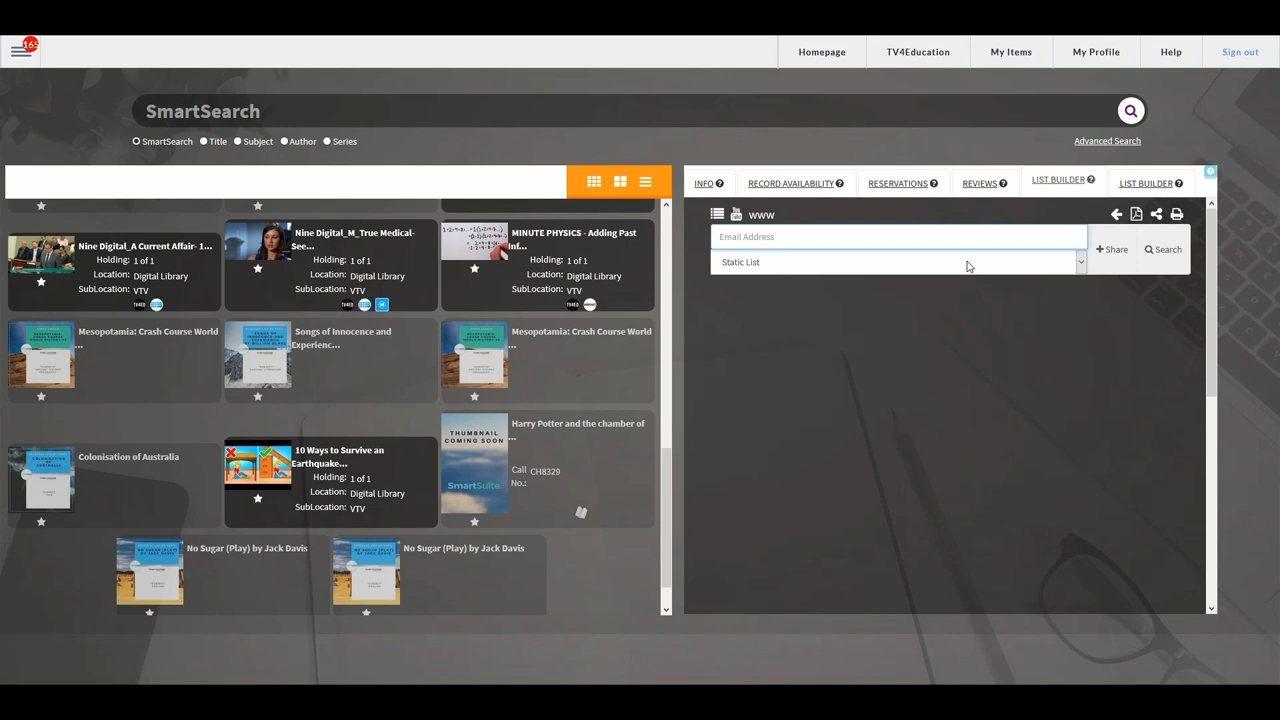 165
Homepage
TV4Education
My Items
My Profile
Help
Sign out
SmartSearch
SmartSearch
Title
Subject
Author
Series
Advanced Search
INFO
RECORD AVAILABILITY
RESERVATIONS
REVIEWS
LIST BUILDER
LIST BUILDER
www
Email Address
Static List
Share
Search
Nine Digital_A Current Affair- 1...
Holding: 1 of 1
Location: Digital Library
SubLocation: VTV
Nine Digital_M_True Medical-
See...
Holding: 1 of 1
Location: Digital Library
SubLocation: VTV
MINUTE PHYSICS - Adding Past
Inf...
Holding: 1 of 1
Location: Digital Library
SubLocation: VTV
Mesopotamia: Crash Course World
...
Songs of Innocence and
Experienc...
Mesopotamia: Crash Course World
...
Colonisation of Australia
10 Ways to Survive an
Earthquake...
Holding: 1 of 1
Location: Digital Library
SubLocation: VTV
THUMBNAIL
COMING SOON
SmartSuite
Harry Potter and the chamber of
...
Call
No.: CH8329
No Sugar (Play) by Jack Davis
No Sugar (Play) by Jack Davis